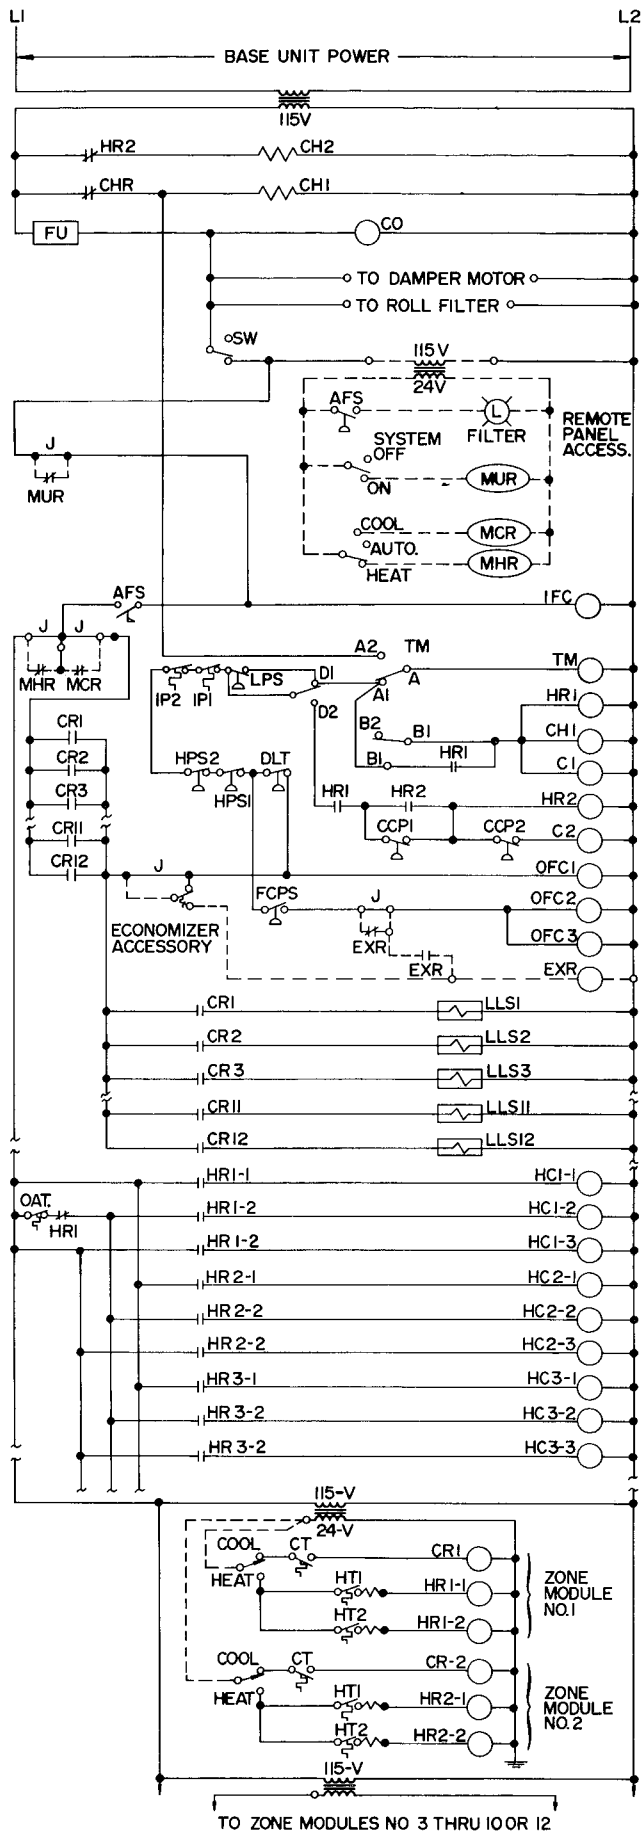 L1 L2
BASE UNIT POWER
115V
HR2 CH2
CHR CH1
FU CO
TO DAMPER MOTOR
TO ROLL FILTER
SW
115V
24V
AFS L
FILTER
REMOTE
PANEL
ACCESS.
SYSTEM
OFF
ON MUR
J
MUR
COOL MCR
AUTO.
HEAT MHR
AFS 1FC
J J
MHR MCR
A2 TM
A TM
A1
IP2 IP1 LPS D1
D2
HR1
B2 B1 CH1
B1 HR1 C1
CR1
CR2
CR3
CR11
CR12
HPS2 HPS1 DLT
HR1 HR2 HR2
CCP1 CCP2 C2
J OFC1
FCPS J OFC2
ECONOMIZER
ACCESSORY
EXR OFC3
EXR EXR
CR1 LLS1
CR2 LLS2
CR3 LLS3
CR11 LLS11
CR12 LLS12
HR1-1 HC1-1
OAT. HR1 HR1-2 HC1-2
HR1-2 HC1-3
HR2-1 HC2-1
HR2-2 HC2-2
HR2-2 HC2-3
HR3-1 HC3-1
HR3-2 HC3-2
HR3-2 HC3-3
115-V
24-V
COOL CT CR1
HEAT HT1 HR1-1
HT2 HR1-2
ZONE
MODULE
NO.1
COOL CT CR-2
HEAT HT1 HR2-1
HT2 HR2-2
ZONE
MODULE
NO.2
115-V
TO ZONE MODULES NO 3 THRU 10 OR 12